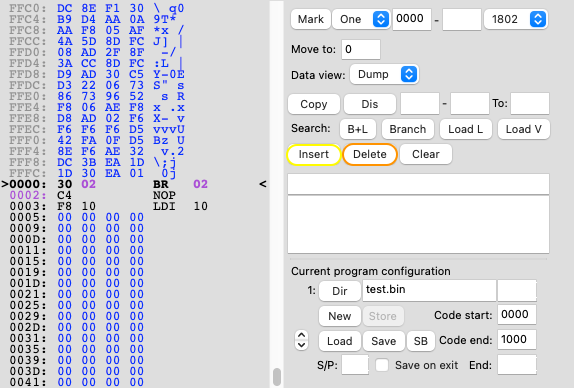 FFC0: DC 8E F1 30 \ q0
FFC4: B9 D4 AA 0A 9T*
FFC8: AA F8 05 AF *x /
FFCC: 4A 5D 8D FC J] |
FFD0: 08 AD 2F 8F -/
FFD4: 3A CC 8D FC :L |
FFD8: D9 AD 30 C5 Y-0E
FFDC: D3 22 06 73 S" s
FFE0: 86 73 96 52 s R
FFE4: F8 06 AE F8 x .x
FFE8: D8 AD 02 F6 X- v
FFEC: F6 F6 F6 D5 vvvU
FFF0: 42 FA 0F D5 Bz U
FFF4: 8E F6 AE 32 v.2
FFF8: DC 3B EA 1D \;j
FFFC: 1D 30 EA 01 0j
>0000: 30 02 BR 02 <
0002: C4 NOP
0003: F8 10 LDI 10
0005: 00 00 00 00
0009: 00 00 00 00
000D: 00 00 00 00
0011: 00 00 00 00
0015: 00 00 00 00
0019: 00 00 00 00
001D: 00 00 00 00
0021: 00 00 00 00
0025: 00 00 00 00
0029: 00 00 00 00
002D: 00 00 00 00
0031: 00 00 00 00
0035: 00 00 00 00
0039: 00 00 00 00
003D: 00 00 00 00
0041: 00 00 00 00
Mark One 0000 - 1802
Move to: 0
Data view: Dump
Copy Dis - To:
Search: B+L Branch Load L Load V
Insert Delete Clear
Current program configuration
1: Dir test.bin
New Store Code start: 0000
Load Save SB Code end: 1000
S/P: Save on exit End: